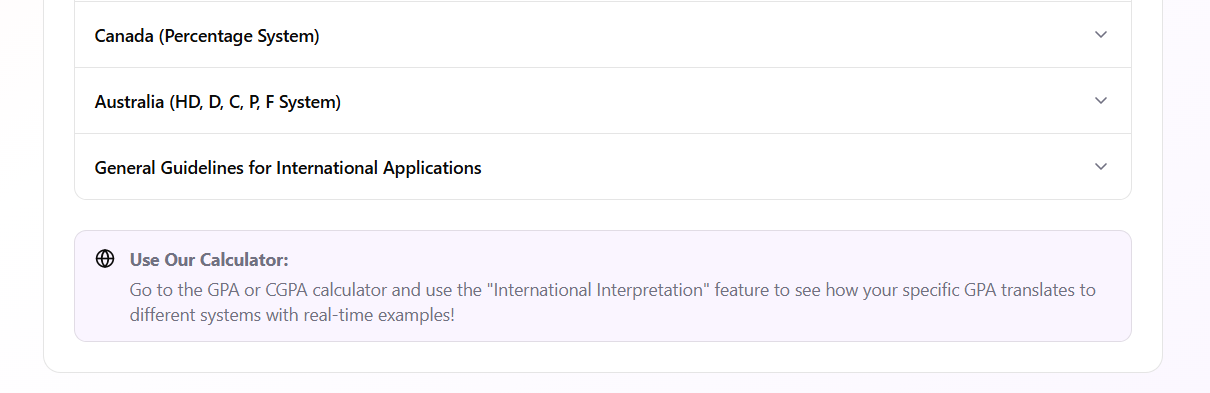 Canada (Percentage System)
Australia (HD, D, C, P, F System)
General Guidelines for International Applications
Use Our Calculator:
Go to the GPA or CGPA calculator and use the "International Interpretation" feature to see how your specific GPA translates to
different systems with real-time examples!